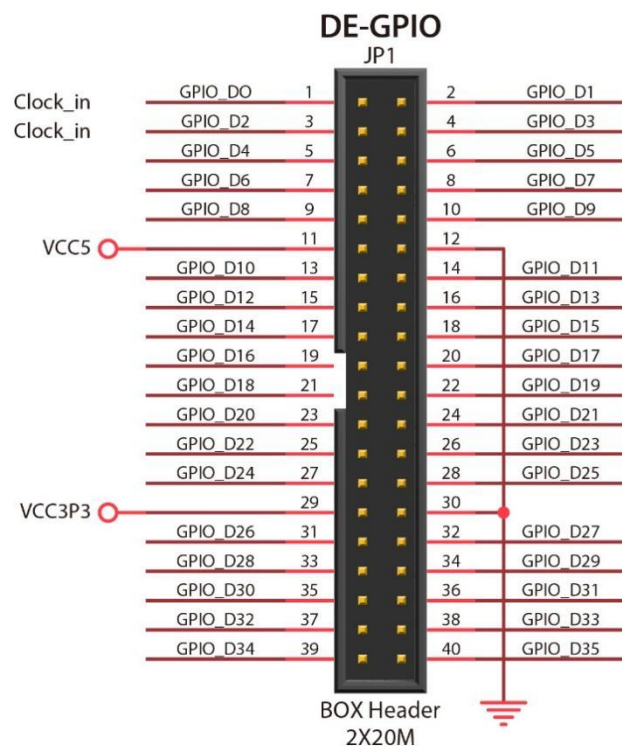 DE-GPIO
JP1
Clock_in GPIO_D0 1 2 GPIO_D1
Clock_in GPIO_D2 3 4 GPIO_D3
GPIO_D4 5 6 GPIO_D5
GPIO_D6 7 8 GPIO_D7
GPIO_D8 9 10 GPIO_D9
VCC5 11 12
GPIO_D10 13 14 GPIO_D11
GPIO_D12 15 16 GPIO_D13
GPIO_D14 17 18 GPIO_D15
GPIO_D16 19 20 GPIO_D17
GPIO_D18 21 22 GPIO_D19
GPIO_D20 23 24 GPIO_D21
GPIO_D22 25 26 GPIO_D23
GPIO_D24 27 28 GPIO_D25
VCC3P3 29 30
GPIO_D26 31 32 GPIO_D27
GPIO_D28 33 34 GPIO_D29
GPIO_D30 35 36 GPIO_D31
GPIO_D32 37 38 GPIO_D33
GPIO_D34 39 40 GPIO_D35
BOX Header
2X20M